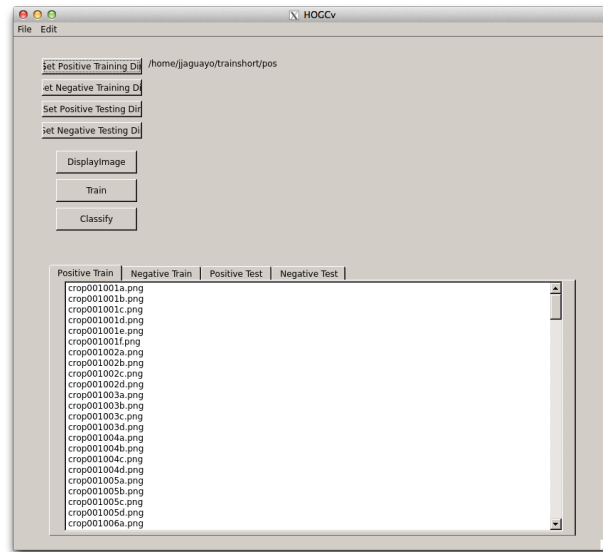 HOGCv
File Edit
Set Positive Training Dir /home/jjaguayo/trainshort/pos
Set Negative Training Di
Set Positive Testing Dir
Set Negative Testing Di
DisplayImage
Train
Classify
Positive Train Negative Train Positive Test Negative Test
crop001001a.png
crop001001b.png
crop001001c.png
crop001001d.png
crop001001e.png
crop001001f.png
crop001002a.png
crop001002b.png
crop001002c.png
crop001002d.png
crop001003a.png
crop001003b.png
crop001003c.png
crop001003d.png
crop001004a.png
crop001004b.png
crop001004c.png
crop001004d.png
crop001005a.png
crop001005b.png
crop001005c.png
crop001005d.png
crop001006a.png